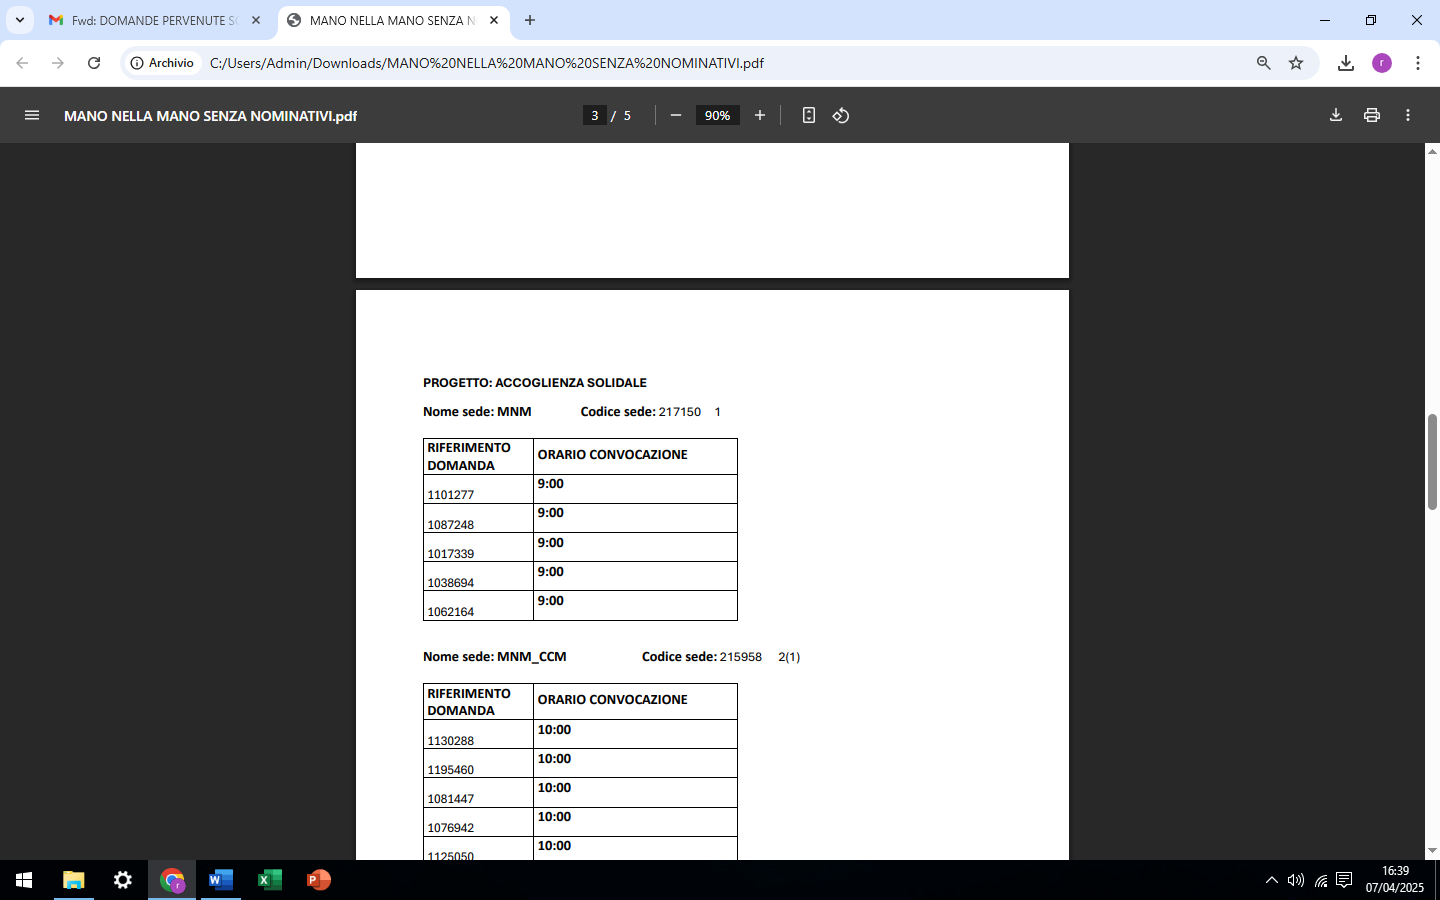 Fwd: DOMANDE PERVENUTE SC
MANO NELLA MANO SENZA N
Archivio
C:/Users/Admin/Downloads/MANO%20NELLA%20MANO%20SENZA%20NOMINATIVI.pdf
r
MANO NELLA MANO SENZA NOMINATIVI.pdf
3 / 5
90%
PROGETTO: ACCOGLIENZA SOLIDALE
Nome sede: MNM Codice sede: 217150 1
RIFERIMENTO DOMANDA ORARIO CONVOCAZIONE
1101277 9:00
1087248 9:00
1017339 9:00
1038694 9:00
1062164 9:00
Nome sede: MNM_CCM Codice sede: 215958 2(1)
RIFERIMENTO DOMANDA ORARIO CONVOCAZIONE
1130288 10:00
1195460 10:00
1081447 10:00
1076942 10:00
1125050 10:00
16:39
07/04/2025